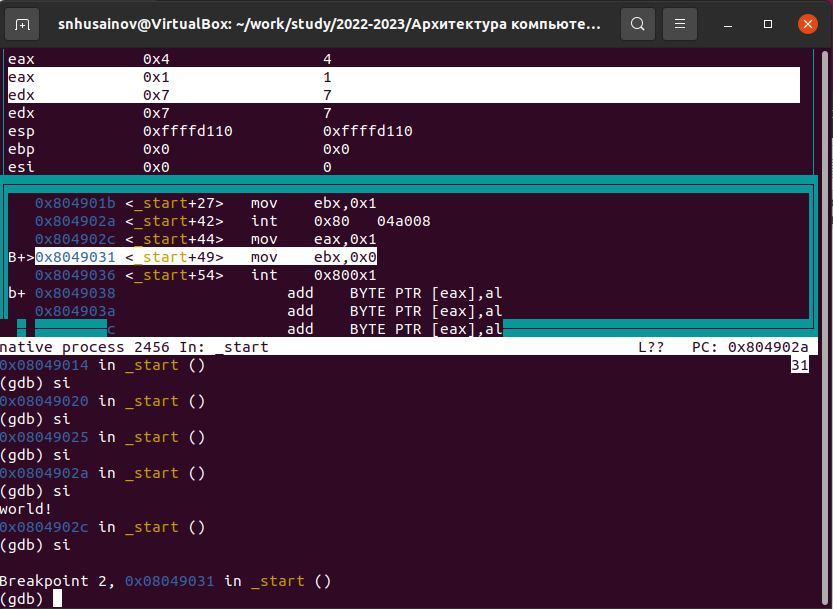 snhusainov@VirtualBox: ~/work/study/2022-2023/Архитектура компьюте...
eax 0x4 4
eax 0x1 1
edx 0x7 7
edx 0x7 7
esp 0xffffd110 0xffffd110
ebp 0x0 0x0
esi 0x0 0
0x804901b <_start+27> mov ebx,0x1
0x804902a <_start+42> int 0x80 04a008
0x804902c <_start+44> mov eax,0x1
B+>0x8049031 <_start+49> mov ebx,0x0
0x8049036 <_start+54> int 0x800x1
b+ 0x8049038 add BYTE PTR [eax],al
0x804903a add BYTE PTR [eax],al
c add BYTE PTR [eax],al
native process 2456 In: _start L?? PC: 0x804902a
0x08049014 in _start () 31
(gdb) si
0x08049020 in _start ()
(gdb) si
0x08049025 in _start ()
(gdb) si
0x0804902a in _start ()
(gdb) si
world!
0x0804902c in _start ()
(gdb) si
Breakpoint 2, 0x08049031 in _start ()
(gdb)